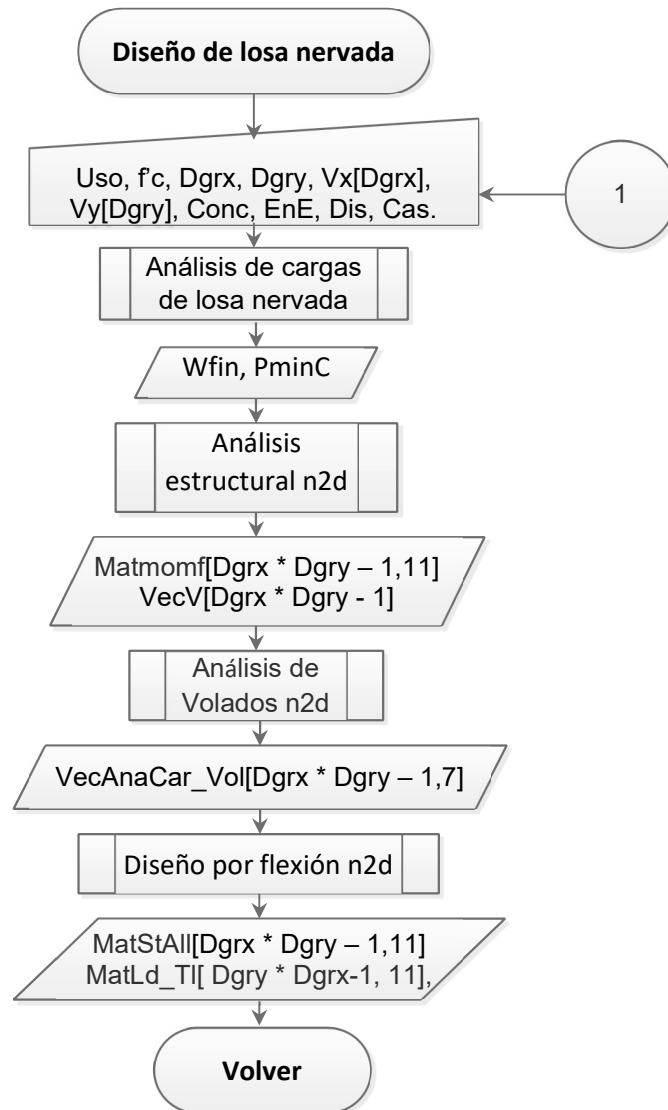 Diseño de losa nervada
Uso, f'c, Dgrx, Dgry, Vx[Dgrx],
Vy[Dgry], Conc, EnE, Dis, Cas.
1
Análisis de cargas
de losa nervada
Wfin, PminC
Análisis
estructural n2d
Matmomf[Dgrx * Dgry – 1,11]
VecV[Dgrx * Dgry - 1]
Análisis de
Volados n2d
VecAnaCar_Vol[Dgrx * Dgry – 1,7]
Diseño por flexión n2d
MatStAll[Dgrx * Dgry – 1,11]
MatLd_Tl[ Dgry * Dgrx-1, 11],
Volver